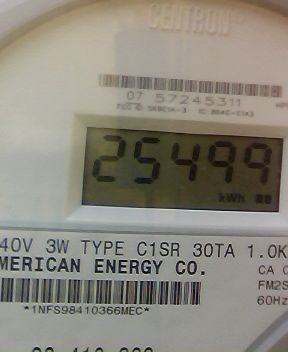 CENTRON
07 57245311
25499
kWh
40V 3W TYPE C1SR 30TA 1.0K
MERICAN ENERGY CO.
CA
FM2S
60Hz
*1NFS98410366MEC*